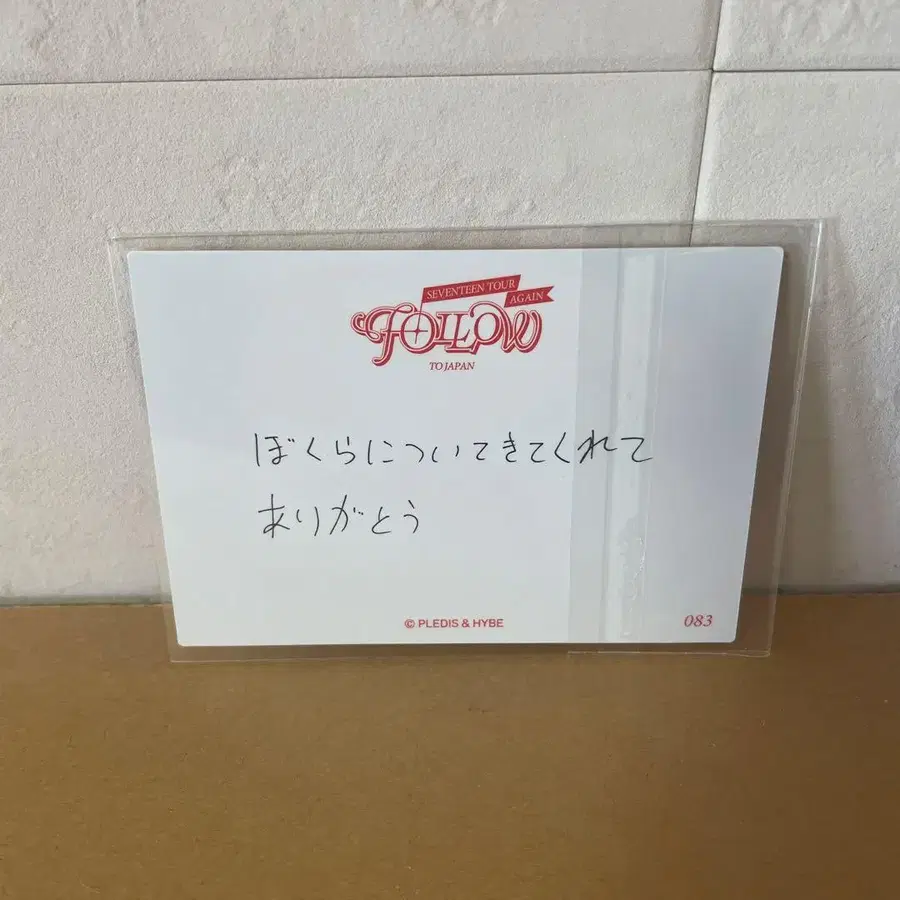 SEVENTEEN TOUR
AGAIN
FOLLOW
TO JAPAN
ぼくらについてきてくれて
ありがとう
© PLEDIS & HYBE
083